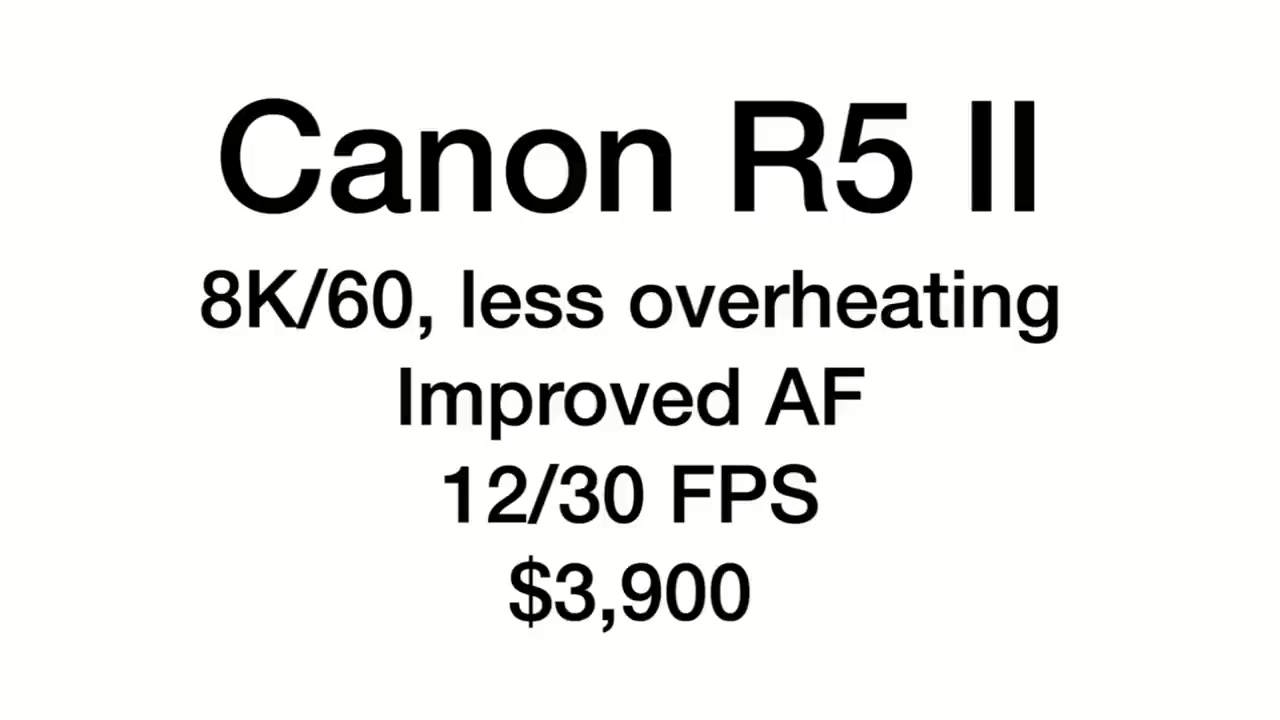 Canon R5 II
8K/60, less overheating
Improved AF
12/30 FPS
$3,900